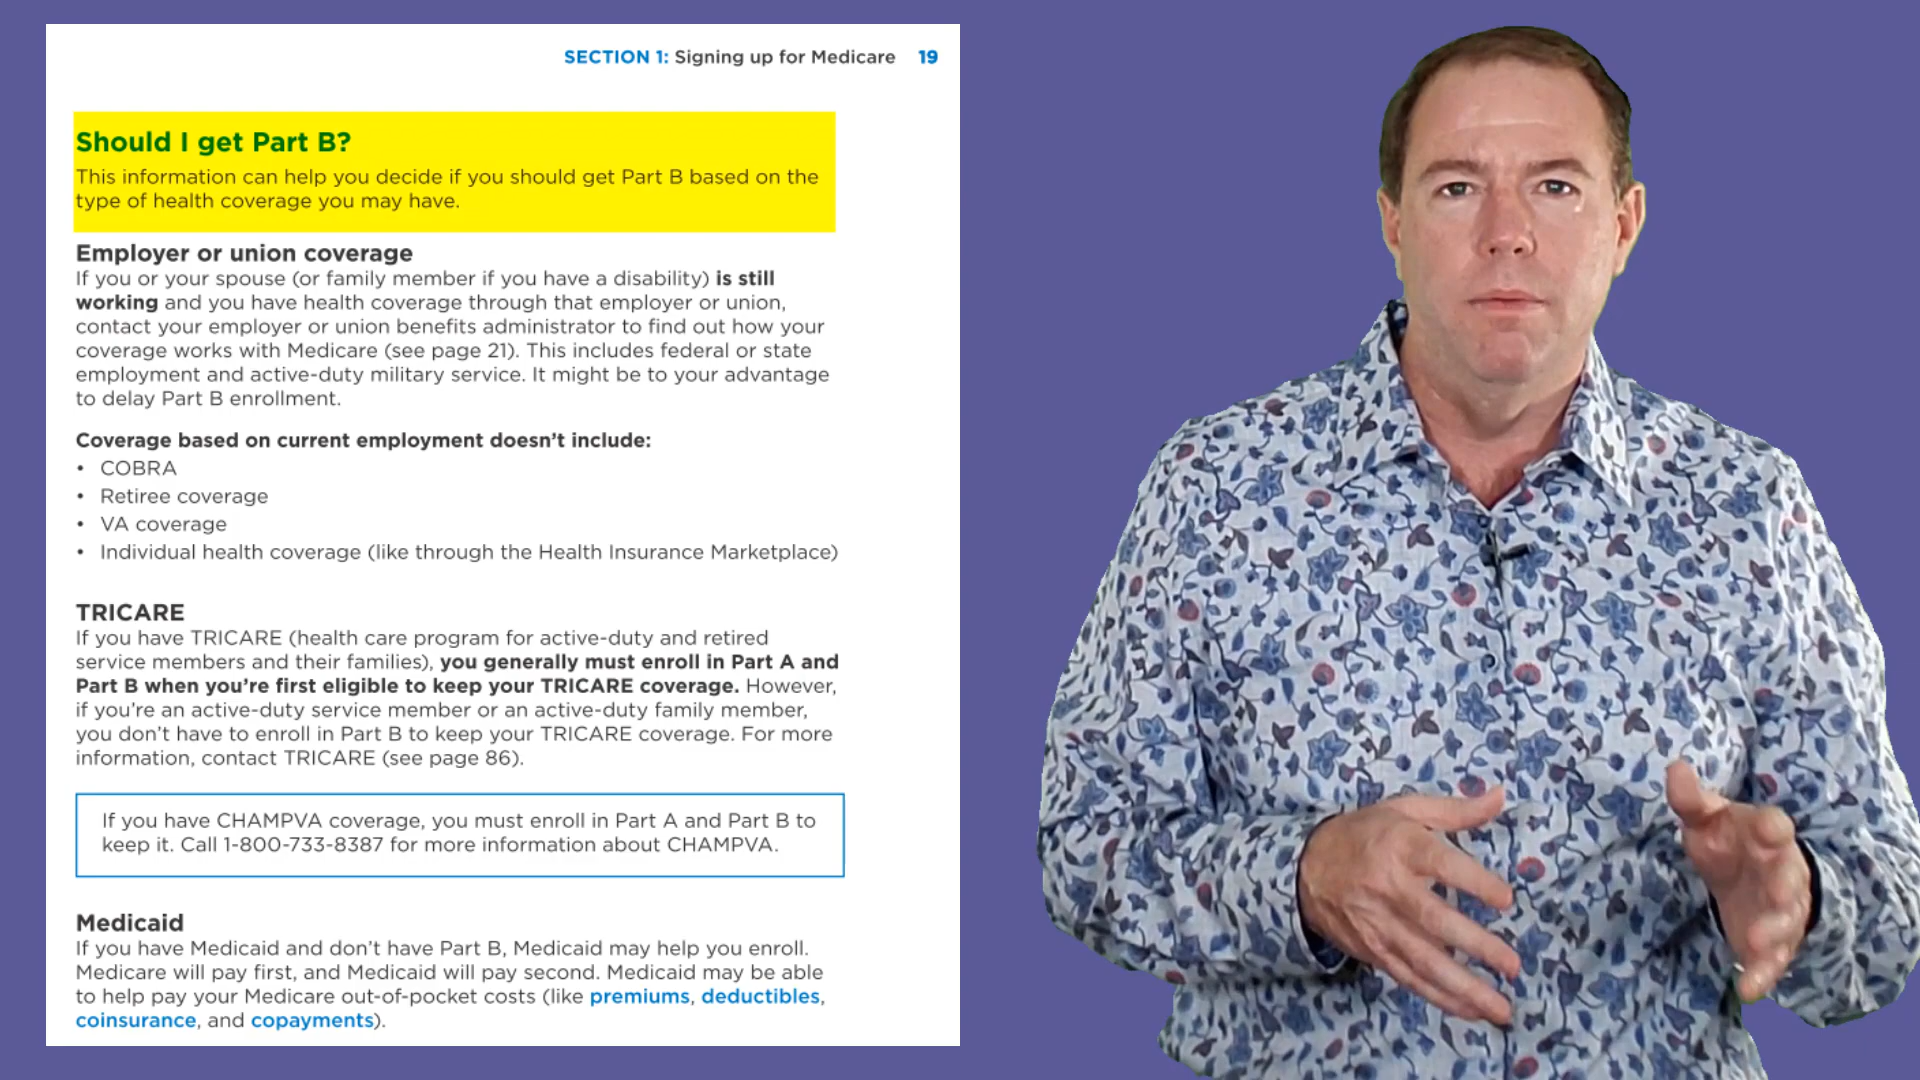 SECTION 1: Signing up for Medicare 19
Should I get Part B?
This information can help you decide if you should get Part B based on the
type of health coverage you may have.
Employer or union coverage
If you or your spouse (or family member if you have a disability) is still
working and you have health coverage through that employer or union,
contact your employer or union benefits administrator to find out how your
coverage works with Medicare (see page 21). This includes federal or state
employment and active-duty military service. It might be to your advantage
to delay Part B enrollment.
Coverage based on current employment doesn’t include:
• COBRA
• Retiree coverage
• VA coverage
• Individual health coverage (like through the Health Insurance Marketplace)
TRICARE
If you have TRICARE (health care program for active-duty and retired
service members and their families), you generally must enroll in Part A and
Part B when you’re first eligible to keep your TRICARE coverage. However,
if you’re an active-duty service member or an active-duty family member,
you don’t have to enroll in Part B to keep your TRICARE coverage. For more
information, contact TRICARE (see page 86).
If you have CHAMPVA coverage, you must enroll in Part A and Part B to
keep it. Call 1-800-733-8387 for more information about CHAMPVA.
Medicaid
If you have Medicaid and don’t have Part B, Medicaid may help you enroll.
Medicare will pay first, and Medicaid will pay second. Medicaid may be able
to help pay your Medicare out-of-pocket costs (like premiums, deductibles,
coinsurance, and copayments).